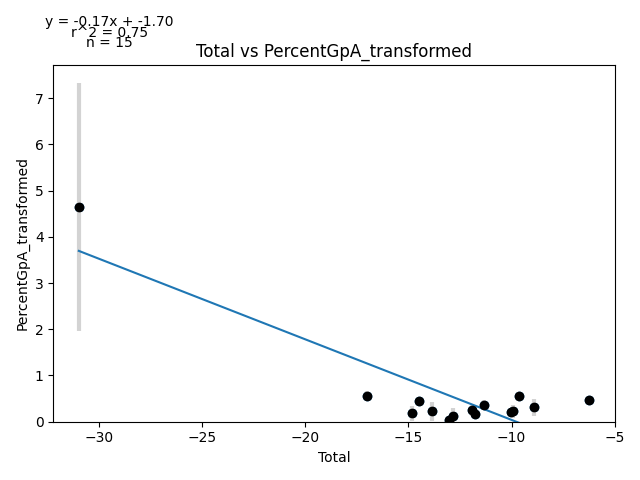 y = -0.17x + -1.70
r^2 = 0.75
n = 15
Total vs PercentGpA_transformed
PercentGpA_transformed
7
6
5
4
3
2
1
0
−30
−25
−20
−15
−10
−5
Total